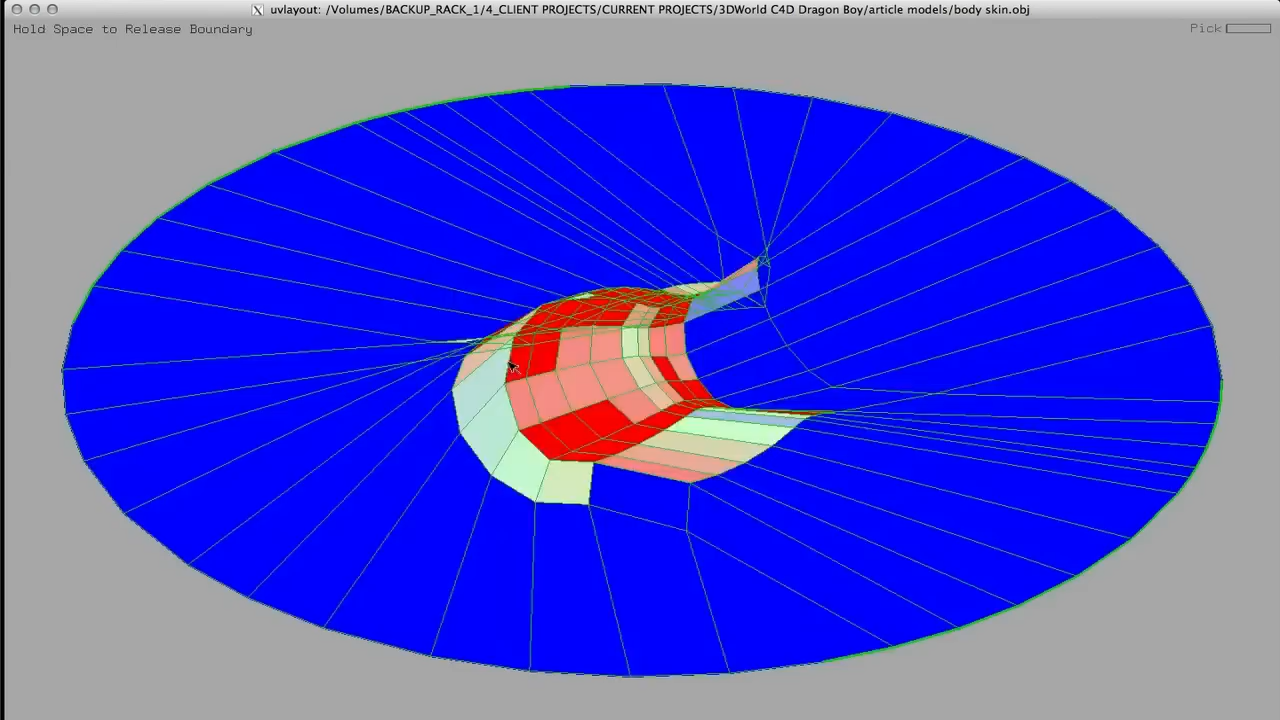 uvlayout: /Volumes/BACKUP_RACK_1/4_CLIENT PROJECTS/CURRENT PROJECTS/3DWorld C4D Dragon Boy/article models/body skin.obj
Hold Space to Release Boundary
Pick